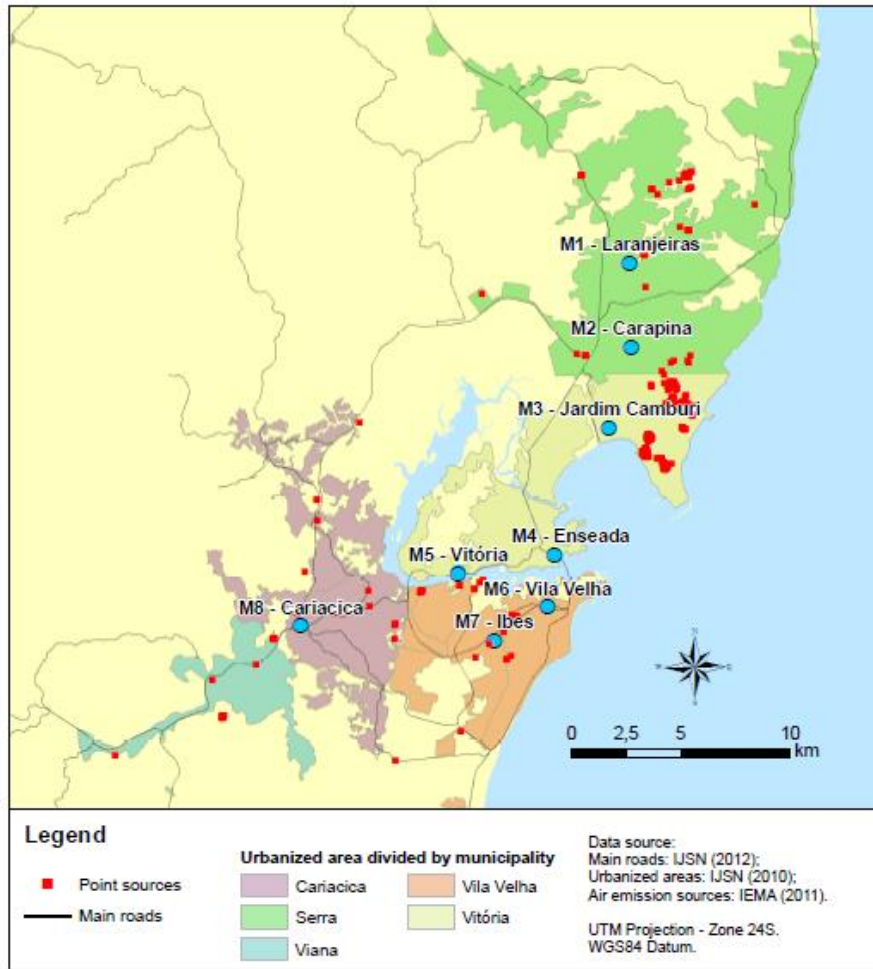 M1 - Laranjeiras
M2 - Carapina
M3 - Jardim Camburi
M4 - Enseada
M5 - Vitória
M6 - Vila Velha
M8 - Cariacica
M7 - Ibes
0 2,5 5 10
km
Legend
Point sources
Main roads
Urbanized area divided by municipality
Cariacica
Serra
Viana
Vila Velha
Vitória
Data source:
Main roads: IJSN (2012);
Urbanized areas: IJSN (2010);
Air emission sources: IEMA (2011).
UTM Projection - Zone 24S.
WGS84 Datum.